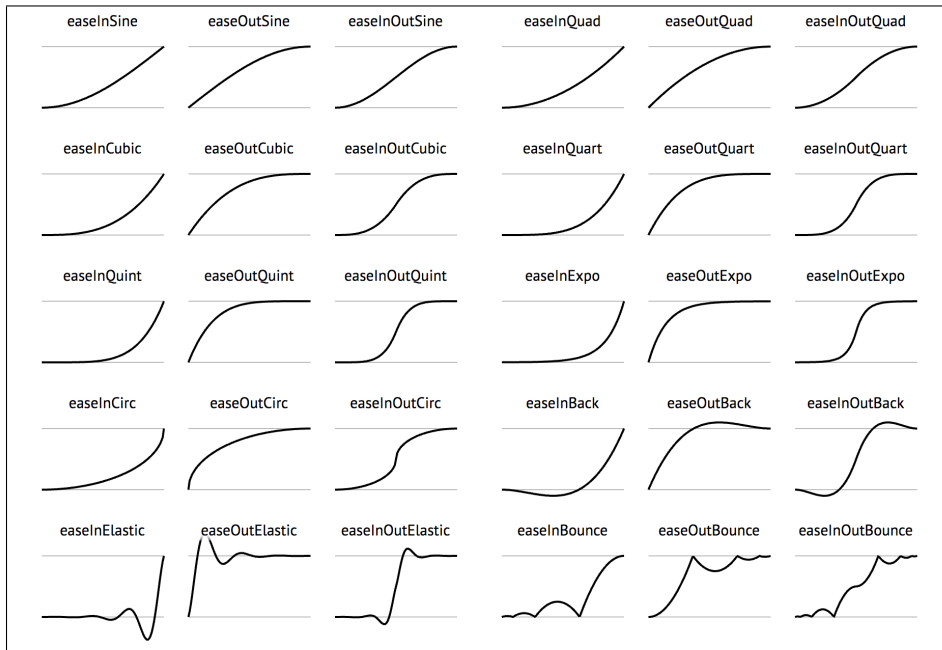 easeInSine easeOutSine easeInOutSine easeInQuad easeOutQuad easeInOutQuad
easeInCubic easeOutCubic easeInOutCubic easeInQuart easeOutQuart easeInOutQuart
easeInQuint easeOutQuint easeInOutQuint easeInExpo easeOutExpo easeInOutExpo
easeInCirc easeOutCirc easeInOutCirc easeInBack easeOutBack easeInOutBack
easeInElastic easeOutElastic easeInOutElastic easeInBounce easeOutBounce easeInOutBounce